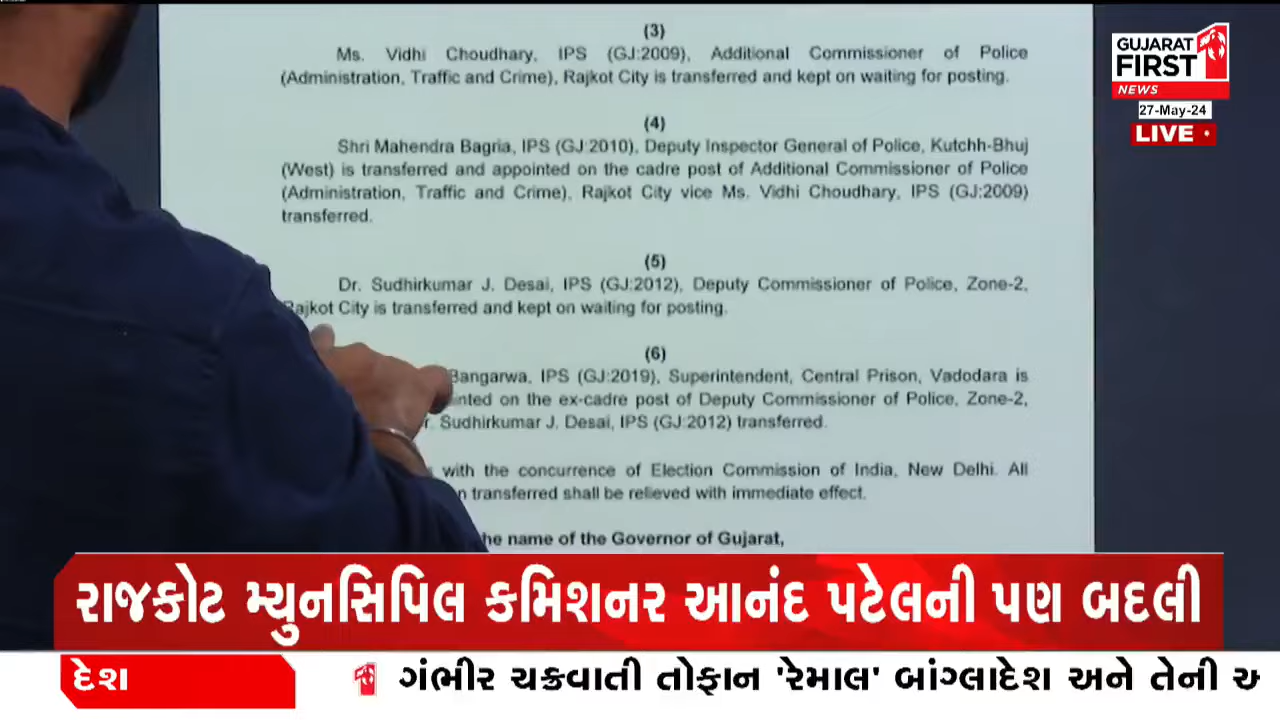 (3)
Ms. Vidhi Choudhary, IPS (GJ:2009), Additional Commissioner of Police
(Administration, Traffic and Crime), Rajkot City is transferred and kept on waiting for posting.
(4)
Shri Mahendra Bagria, IPS (GJ:2010), Deputy Inspector General of Police, Kutchh-Bhuj
(West) is transferred and appointed on the cadre post of Additional Commissioner of Police
(Administration, Traffic and Crime), Rajkot City vice Ms. Vidhi Choudhary, IPS (GJ:2009)
transferred.
(5)
Dr. Sudhirkumar J. Desai, IPS (GJ:2012), Deputy Commissioner of Police, Zone-2,
Rajkot City is transferred and kept on waiting for posting.
(6)
Bangarwa, IPS (GJ:2019), Superintendent, Central Prison, Vadodara is
on the ex-cadre post of Deputy Commissioner of Police, Zone-2,
Sudhirkumar J. Desai, IPS (GJ:2012) transferred.
with the concurrence of Election Commission of India, New Delhi. All
transferred shall be relieved with immediate effect.
name of the Governor of Gujarat,
GUJARAT
FIRST
NEWS
27-May-24
LIVE
રાજકોટ મ્યુનસિપિલ કમિશનર આનંદ પટેલની પણ બદલી
દેશ
ગંભીર ચક્રવાતી તોફાન 'રેમાલ' બાંગ્લાદેશ અને તેની